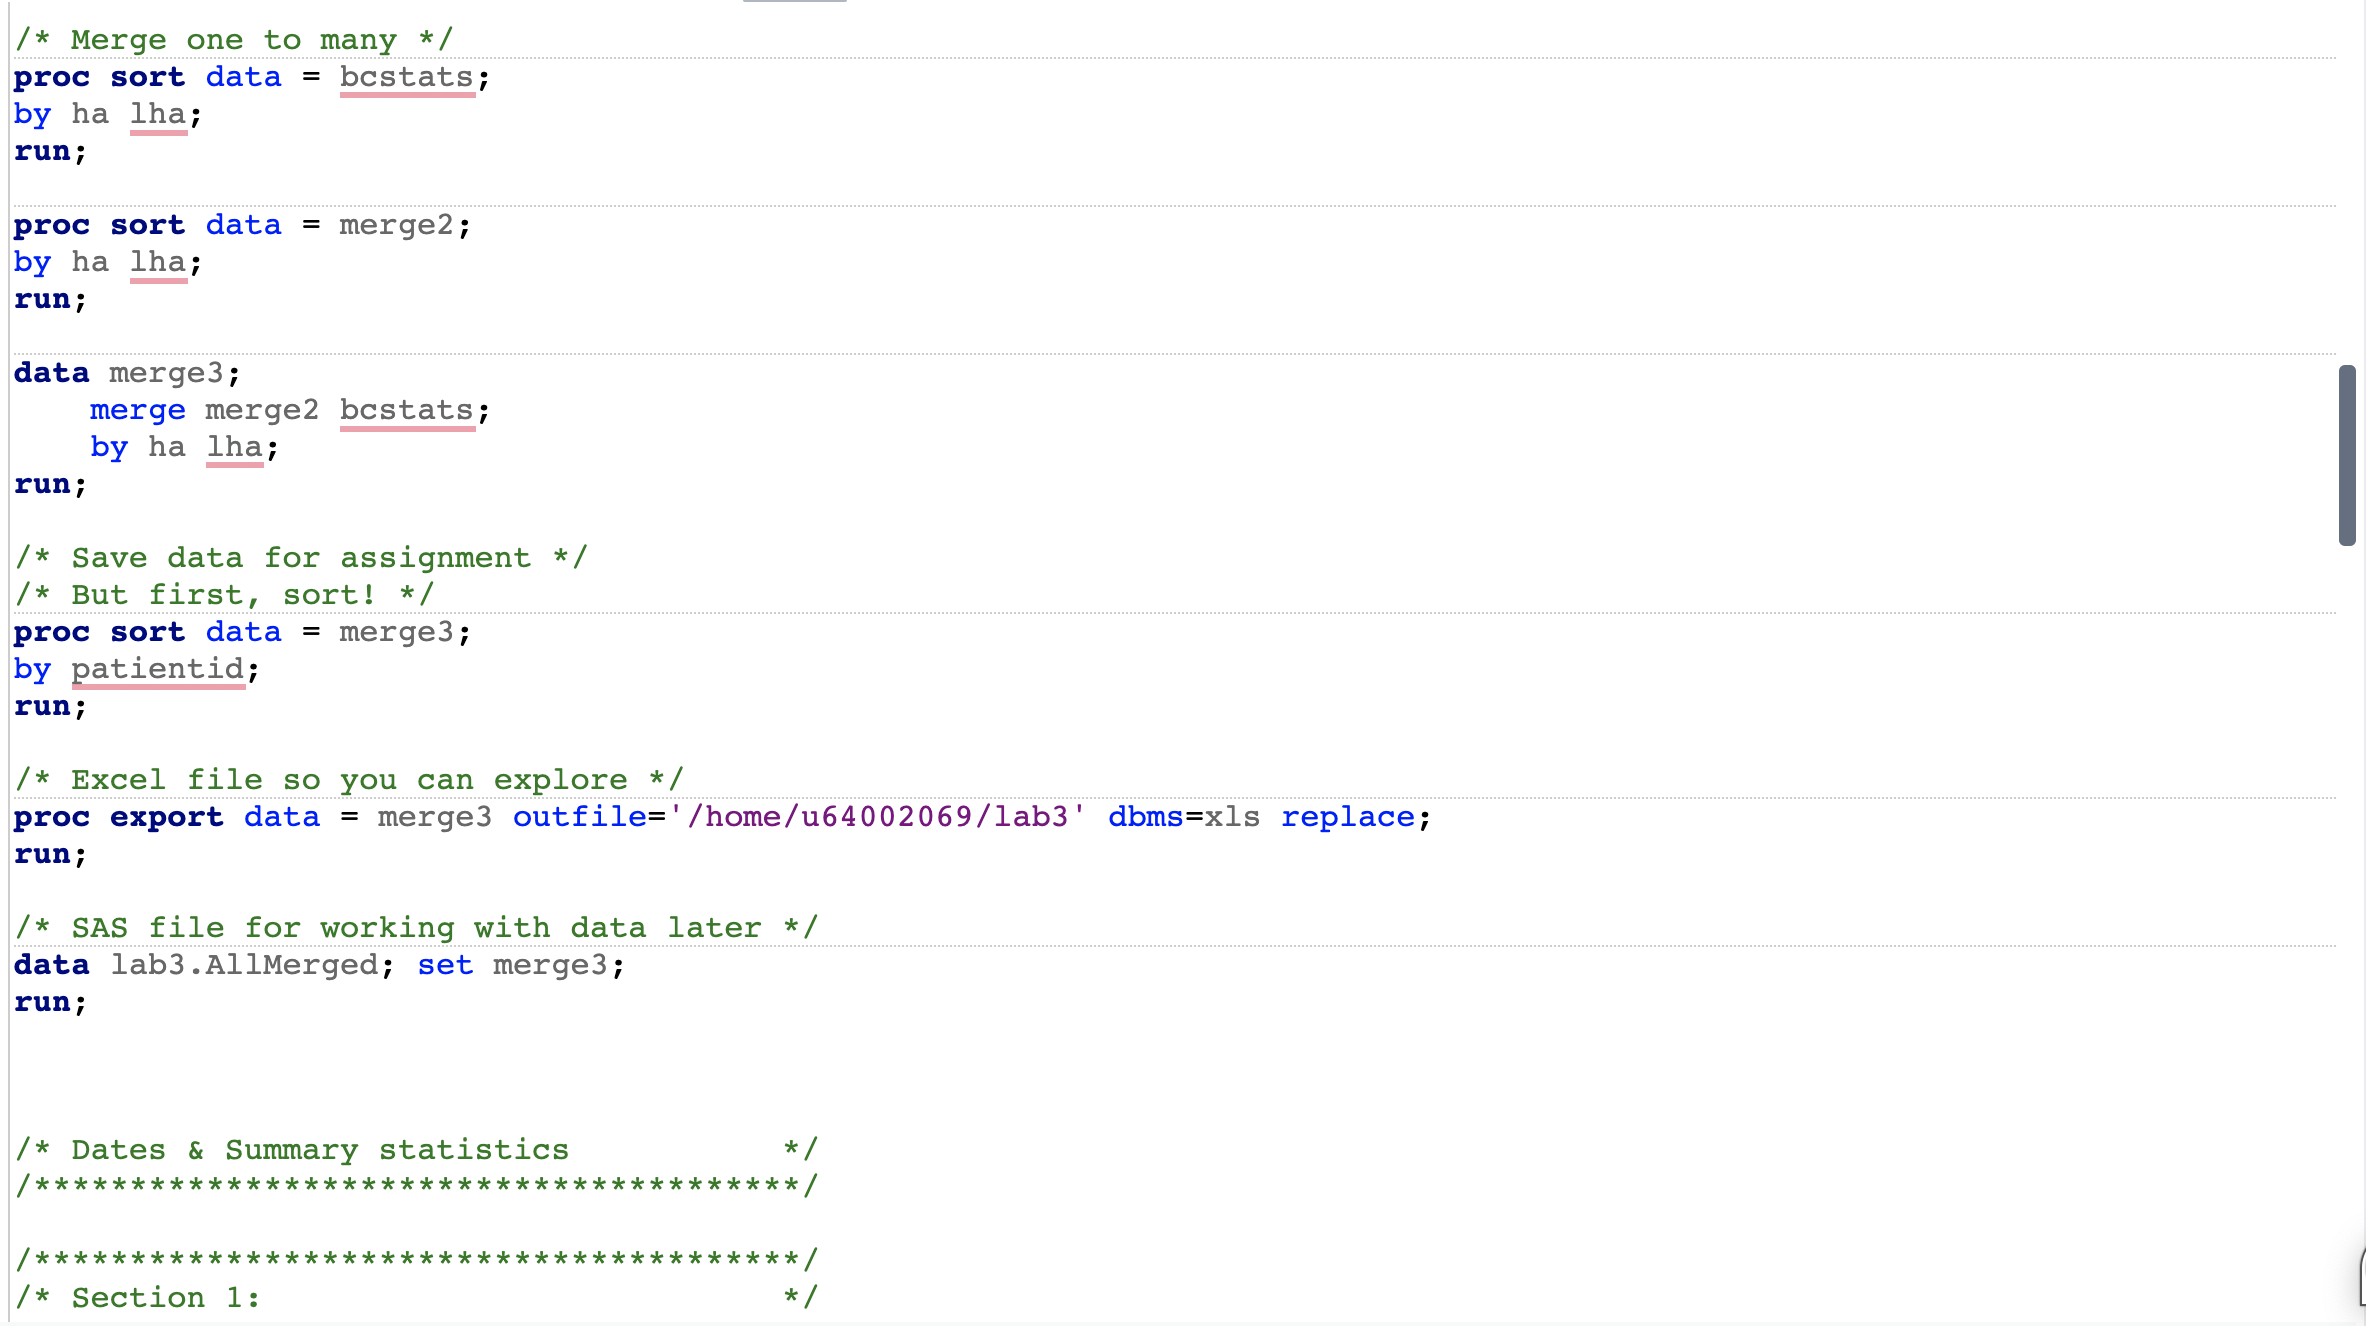 /* Merge one to many */
proc sort data = bcstats;
by ha lha;
run;
proc sort data = merge2;
by ha lha;
run;
data merge3;
merge merge2 bcstats;
by ha lha;
run;
/* Save data for assignment */
/* But first, sort! */
proc sort data = merge3;
by patientid;
run;
/* Excel file so you can explore */
proc export data = merge3 outfile='/home/u64002069/lab3' dbms=xls replace;
run;
/* SAS file for working with data later */
data lab3.AllMerged; set merge3;
run;
/* Dates & Summary statistics */
/****************************************/
/****************************************/
/* Section 1: */